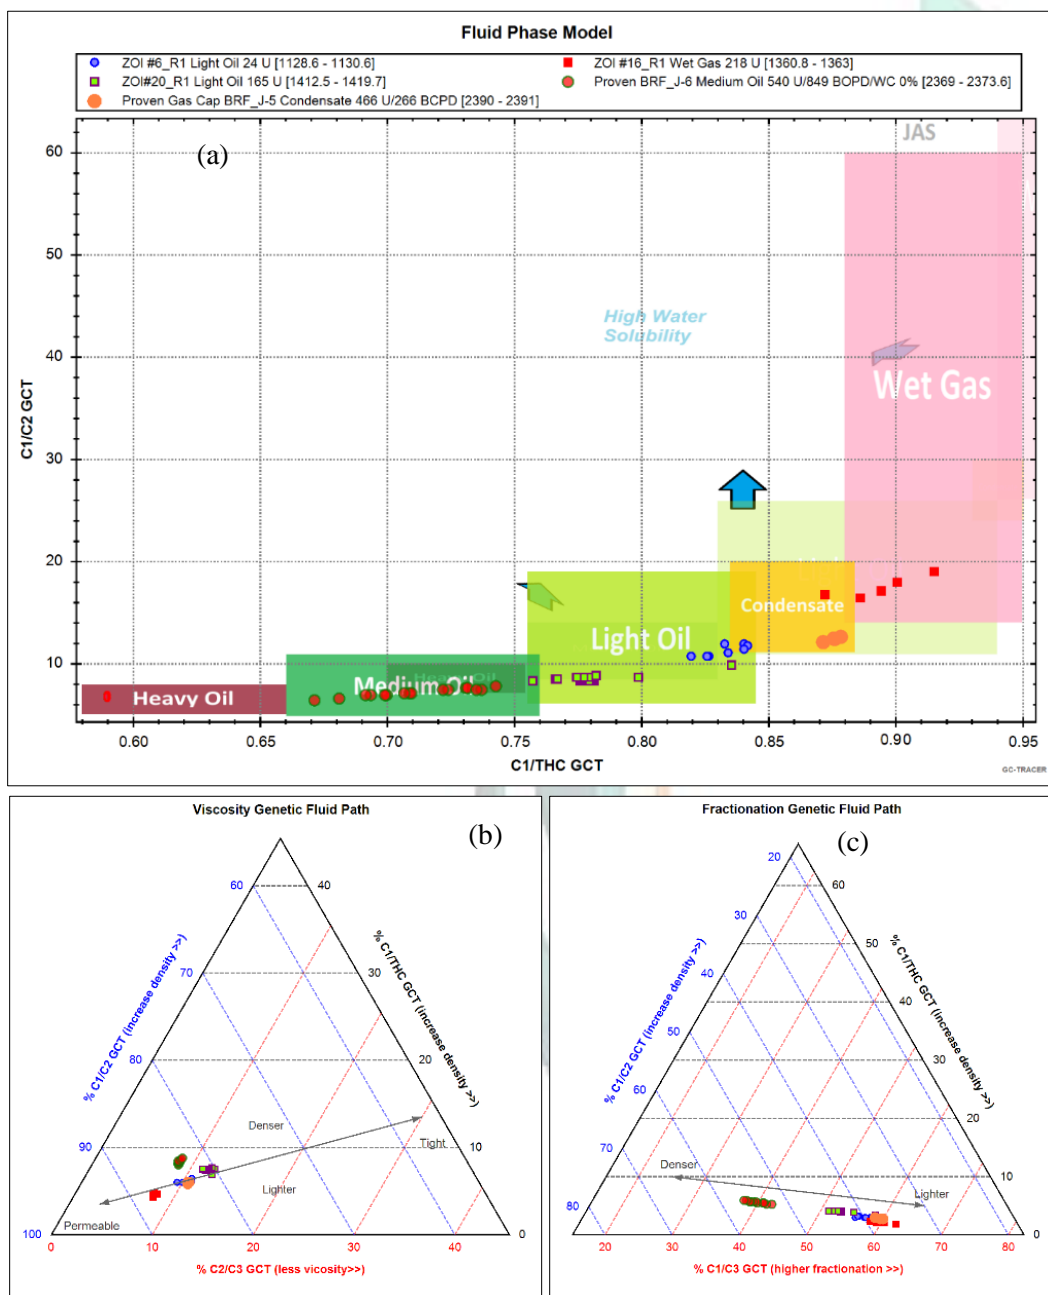 Fluid Phase Model
ZOI #6_R1 Light Oil 24 U [1128.6 - 1130.6]
ZOI #16_R1 Wet Gas 218 U [1360.8 - 1363]
ZOI#20_R1 Light Oil 165 U [1412.5 - 1419.7]
Proven BRF_J-6 Medium Oil 540 U/849 BOPD/WC 0% [2369 - 2373.6]
Proven Gas Cap BRF_J-5 Condensate 466 U/266 BCPD [2390 - 2391]
(a)
JAS
60
50
40
30
20
10
C1/C2 GCT
High Water
Solubility
Wet Gas
Condensate
Light Oil
Medium Oil
Heavy Oil
0.60 0.65 0.70 0.75 0.80 0.85 0.90 0.95
C1/THC GCT
GC-TRACER
Viscosity Genetic Fluid Path
(b)
60
70
80
90
100
% C1/C2 GCT (increase density >>)
40
30
20
10
0
% C1/THC GCT (increase density >>)
Denser
Tight
Lighter
Permeable
0 10 20 30 40
% C2/C3 GCT (less viscosity>>)
Fractionation Genetic Fluid Path
(c)
20
30
40
50
60
70
80
% C1/C2 GCT (increase density >>)
60
50
40
30
20
10
0
% C1/THC GCT (increase density >>)
Denser
Lighter
20 30 40 50 60 70 80
% C1/C3 GCT (higher fractionation >>)